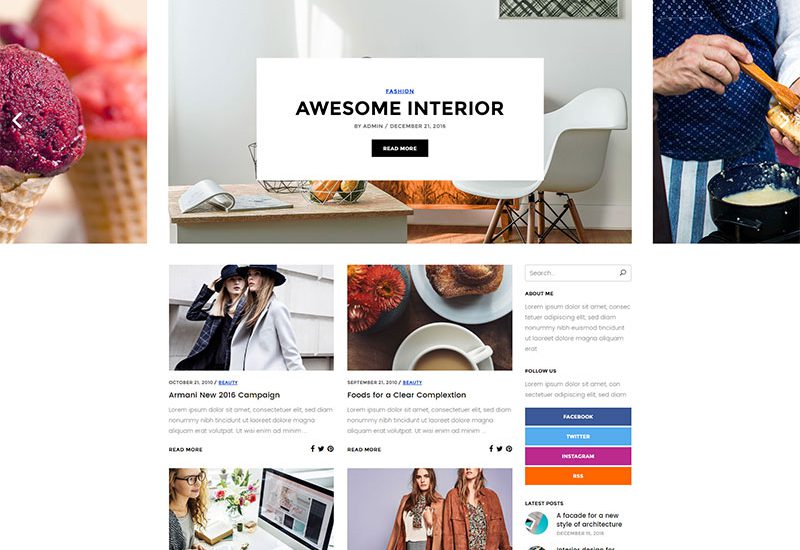 FASHION
AWESOME INTERIOR
BY ADMIN / DECEMBER 21, 2016
READ MORE
OCTOBER 21, 2010 / BEAUTY
Armani New 2016 Campaign
Lorem ipsum dolor sit amet, consectetuer elit, sed diam
nonummy nibh euismod tincidunt ut laoreet dolore magna
aliquam erat volutpat. Ut wisi enim ad minim ...
READ MORE
SEPTEMBER 21, 2010 / BEAUTY
Foods for a Clear Complextion
Lorem ipsum dolor sit amet, consectetuer elit, sed diam
nonummy nibh tincidunt ut laoreet dolore magna aliquam
erat volutpat. Ut wisi enim ad minim ...
READ MORE
Search...
ABOUT ME
Lorem ipsum dolor sit amet, consec
tetuer adipiscing elit, sed diam
nonummy nibh euismod tincidunt
ut laoreet dolore magna aliquam
erat
FOLLOW US
Lorem ipsum dolor sit amet, con
sectetuer adipiscing elit, sed diam
FACEBOOK
TWITTER
INSTAGRAM
RSS
LATEST POSTS
A facade for a new
style of architecture
DECEMBER 15, 2016
Interior design for